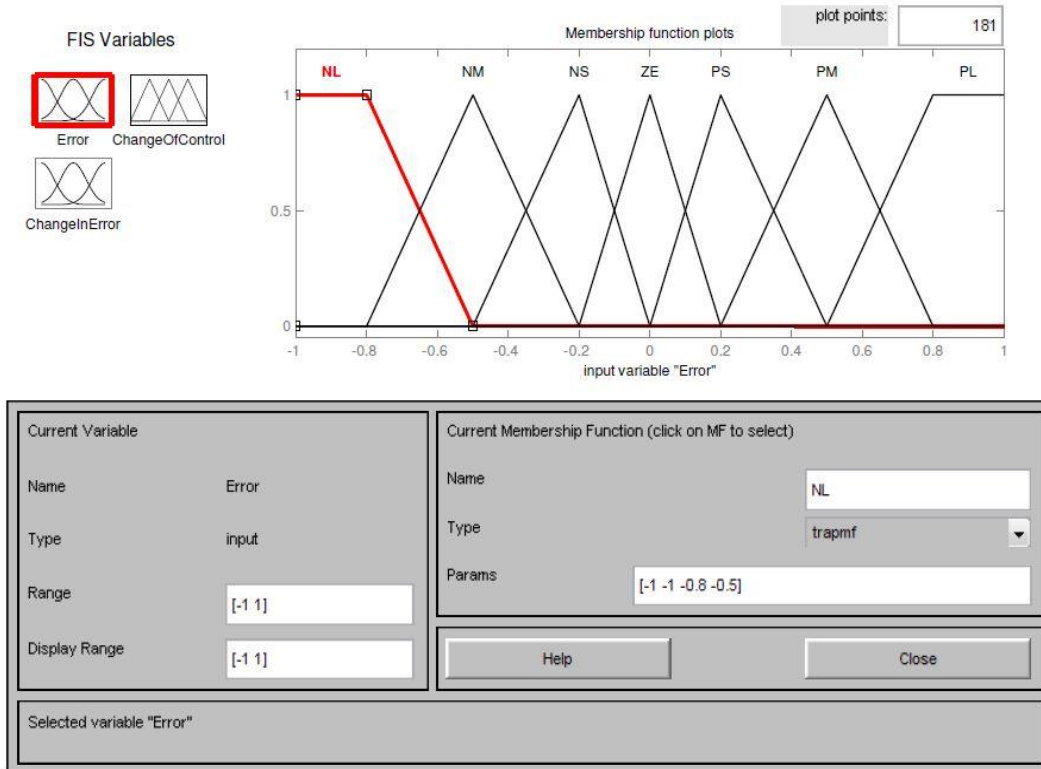 FIS Variables
Error
ChangeOfControl
ChangeInError
plot points:
181
Membership function plots
NL NM NS ZE PS PM PL
1
0.5
0
-1 -0.8 -0.6 -0.4 -0.2 0 0.2 0.4 0.6 0.8 1
input variable "Error"
Current Variable
Name Error
Type input
Range [-1 1]
Display Range [-1 1]
Current Membership Function (click on MF to select)
Name NL
Type trapmf
Params [-1 -1 -0.8 -0.5]
Help Close
Selected variable "Error"